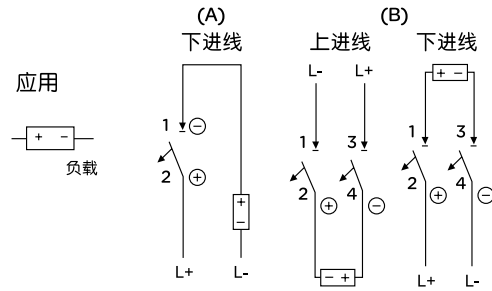 (A) (B)
下进线 上进线 下进线
L- L+
+ -
应用
1 - 1 3 1 3
+ -
负载
2 + 2 + 4 - 2 + 4 -
+
-
- +
L+ L- L+ L-